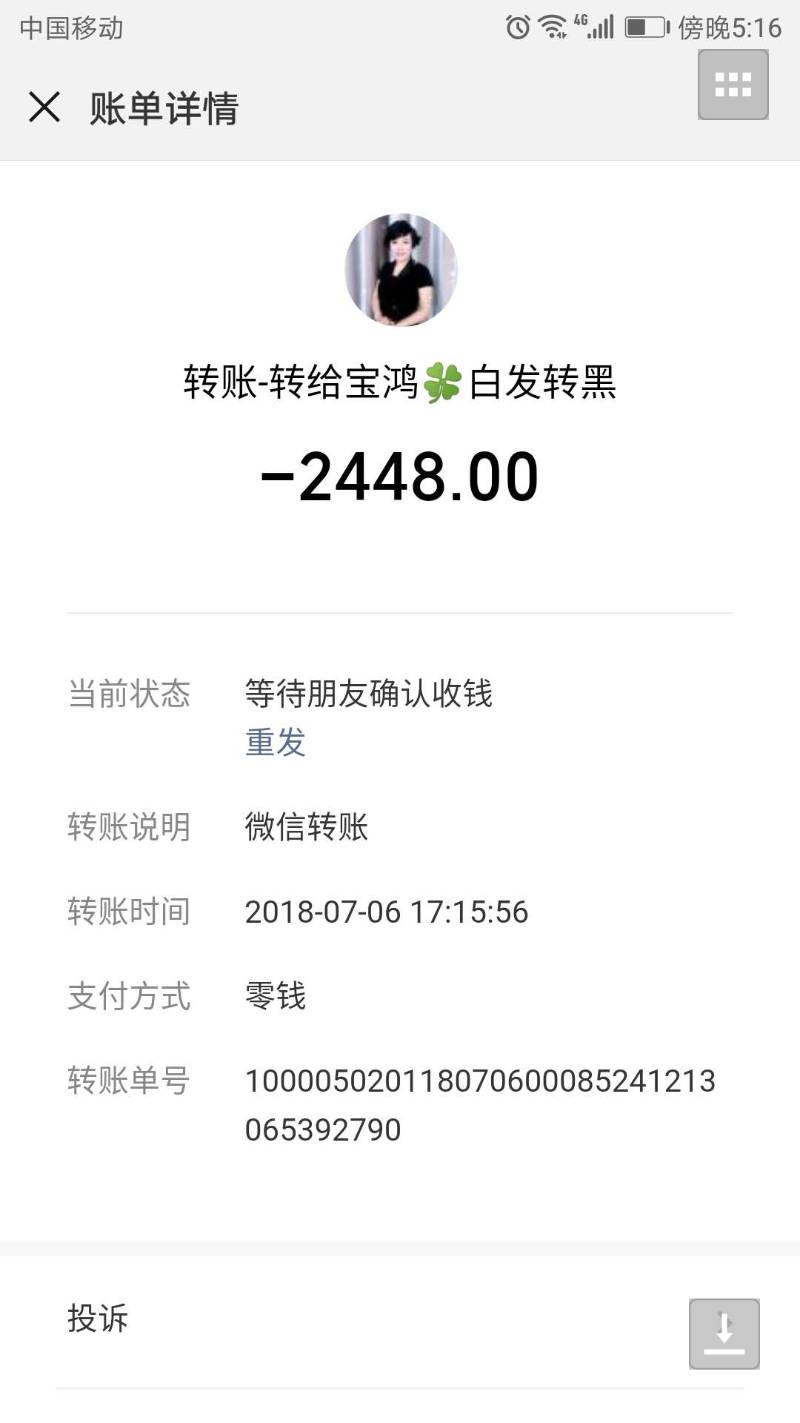 中国移动 4G 傍晚5:16
账单详情
转账-转给宝鸿🍀白发转黑
-2448.00
当前状态 等待朋友确认收钱
重发
转账说明 微信转账
转账时间 2018-07-06 17:15:56
支付方式 零钱
转账单号 100005020118070600085241213
065392790
投诉